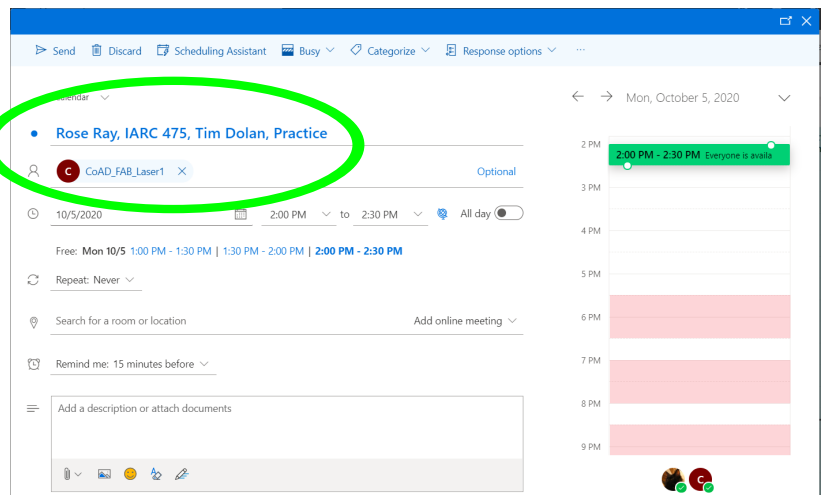 Send Discard Scheduling Assistant Busy Categorize Response options ...
Calendar
Mon, October 5, 2020
Rose Ray, IARC 475, Tim Dolan, Practice
C CoAD_FAB_Laser1 Optional
10/5/2020 2:00 PM to 2:30 PM All day
Free: Mon 10/5 1:00 PM - 1:30 PM | 1:30 PM - 2:00 PM | 2:00 PM - 2:30 PM
Repeat: Never
Search for a room or location Add online meeting
Remind me: 15 minutes before
Add a description or attach documents
2 PM
2:00 PM - 2:30 PM Everyone is availa
3 PM
4 PM
5 PM
6 PM
7 PM
8 PM
9 PM
C